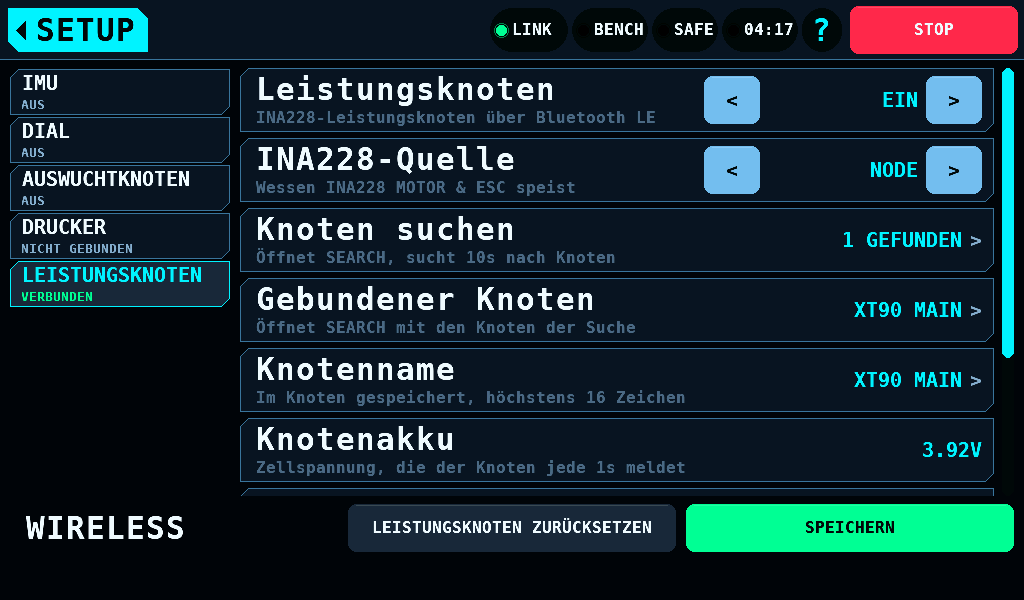 SETUP
LINK
BENCH
SAFE
04:17
?
STOP
IMU
AUS
DIAL
AUS
AUSWUCHTKNOTEN
AUS
DRUCKER
NICHT GEBUNDEN
LEISTUNGSKNOTEN
VERBUNDEN
Leistungsknoten
INA228-Leistungsknoten über Bluetooth LE
<
EIN
>
INA228-Quelle
Wessen INA228 MOTOR & ESC speist
<
NODE
>
Knoten suchen
Öffnet SEARCH, sucht 10s nach Knoten
1 GEFUNDEN >
Gebundener Knoten
Öffnet SEARCH mit den Knoten der Suche
XT90 MAIN >
Knotenname
Im Knoten gespeichert, höchstens 16 Zeichen
XT90 MAIN >
Knotenakku
Zellspannung, die der Knoten jede 1s meldet
3.92V
WIRELESS
LEISTUNGSKNOTEN ZURÜCKSETZEN
SPEICHERN